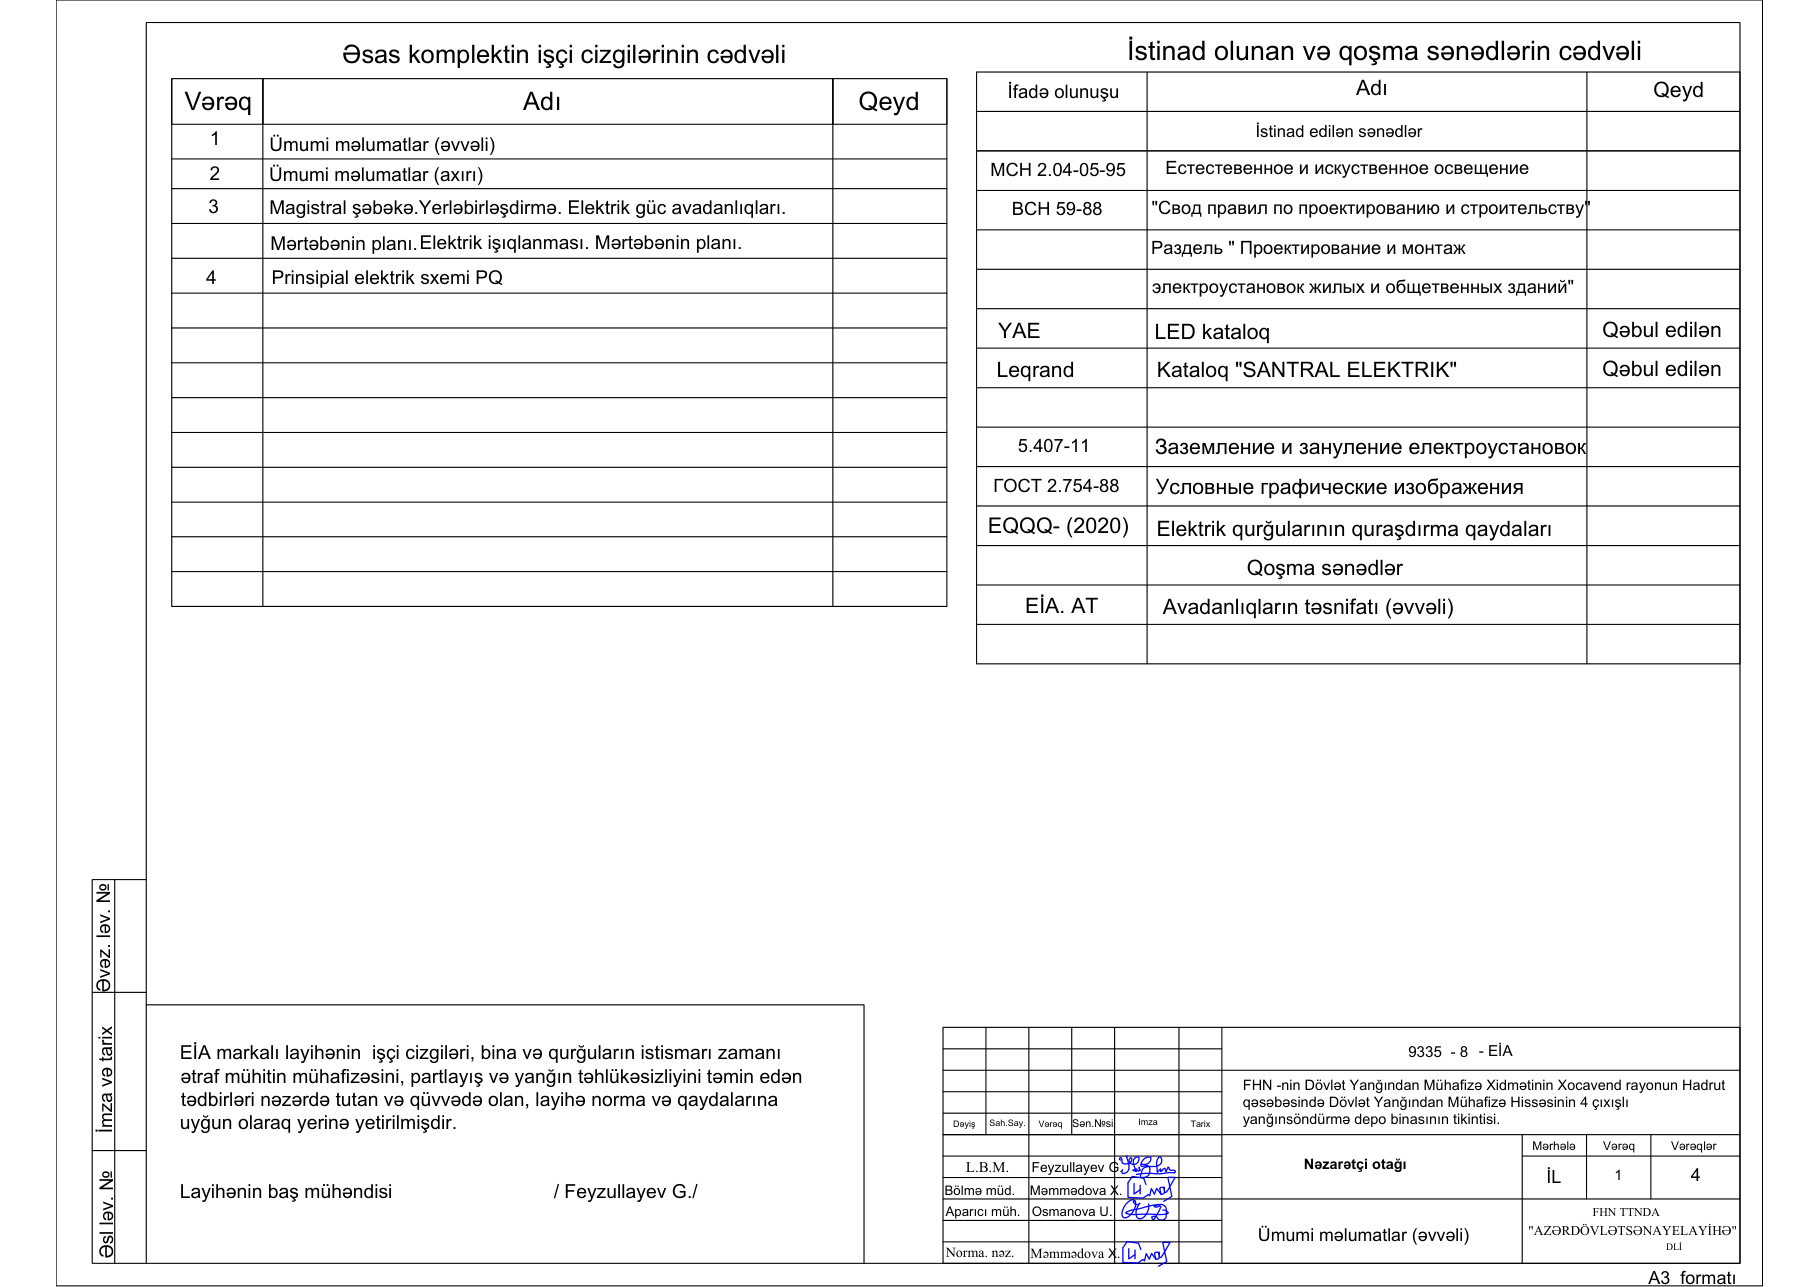 Əsas komplektin işçi cizgilərinin cədvəli
Vərəq Adı Qeyd
1 Ümumi məlumatlar (əvvəli)
2 Ümumi məlumatlar (axırı)
3 Magistral şəbəkə.Yerləbirləşdirmə. Elektrik güc avadanlıqları.
Mərtəbənin planı. Elektrik işıqlanması. Mərtəbənin planı.
4 Prinsipial elektrik sxemi PQ
İstinad olunan və qoşma sənədlərin cədvəli
İfadə olunuşu Adı Qeyd
İstinad edilən sənədlər
МСН 2.04-05-95 Естестевенное и искуственное освещение
ВСН 59-88 "Свод правил по проектированию и строительству"
Раздель " Проектирование и монтаж
электроустановок жилых и общетвенных зданий"
YAE LED kataloq Qəbul edilən
Leqrand Kataloq "SANTRAL ELEKTRIK" Qəbul edilən
5.407-11 Заземление и зануление електроустановок
ГОСТ 2.754-88 Условные графические изображения
EQQQ- (2020) Elektrik qurğularının quraşdırma qaydaları
Qoşma sənədlər
EİA. AT Avadanlıqların təsnifatı (əvvəli)
Əvəz. ləv. №
İmza və tarix
Əsl ləv. №
EİA markalı layihənin işçi cizgiləri, bina və qurğuların istismarı zamanı
ətraf mühitin mühafizəsini, partlayış və yanğın təhlükəsizliyini təmin edən
tədbirləri nəzərdə tutan və qüvvədə olan, layihə norma və qaydalarına
uyğun olaraq yerinə yetirilmişdir.
Layihənin baş mühəndisi / Feyzullayev G./
9335 - 8 - EİA
FHN -nin Dövlət Yanğından Mühafizə Xidmətinin Xocavend rayonun Hadrut
qəsəbəsində Dövlət Yanğından Mühafizə Hissəsinin 4 çıxışlı
yanğınsöndürmə depo binasının tikintisi.
Dəyiş Sah.Say. Vərəq Sən.№si Imza Tarix
L.B.M. Feyzullayev G.
Bölmə müd. Məmmədova X.
Aparıcı müh. Osmanova U.
Norma. nəz. Məmmədova X.
Nəzarətçi otağı
Mərhələ Vərəq Vərəqlər
İL 1 4
Ümumi məlumatlar (əvvəli)
FHN TTNDA
"AZƏRDÖVLƏTSƏNAYELAYİHƏ"
DLİ
A3 formatı